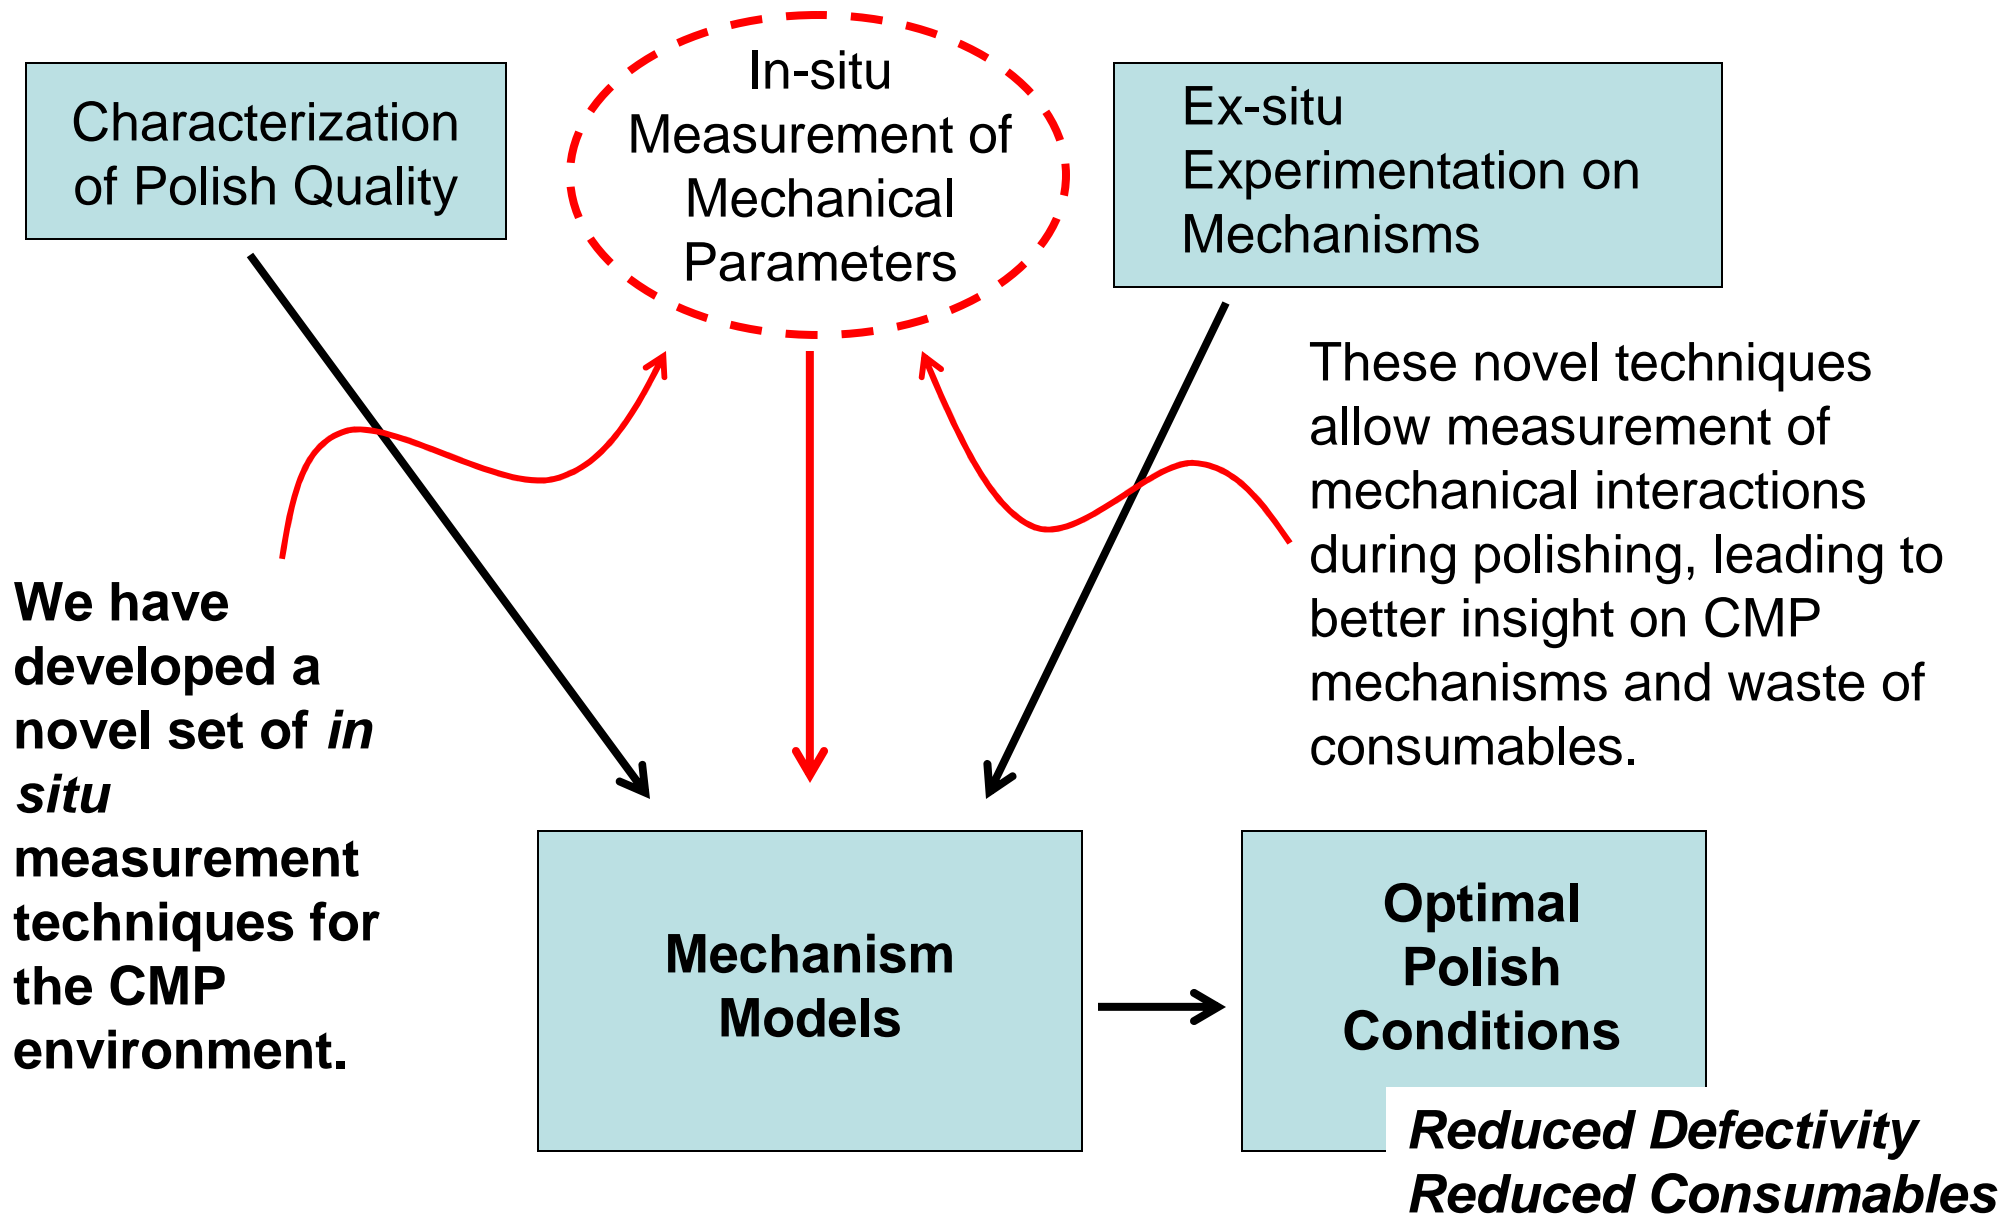 Characterization
of Polish Quality
In-situ
Measurement of
Mechanical
Parameters
Ex-situ
Experimentation on
Mechanisms
These novel techniques
allow measurement of
mechanical interactions
during polishing, leading to
better insight on CMP
mechanisms and waste of
consumables.
We have
developed a
novel set of in
situ
measurement
techniques for
the CMP
environment.
Mechanism
Models
Optimal
Polish
Conditions
Reduced Defectivity
Reduced Consumables